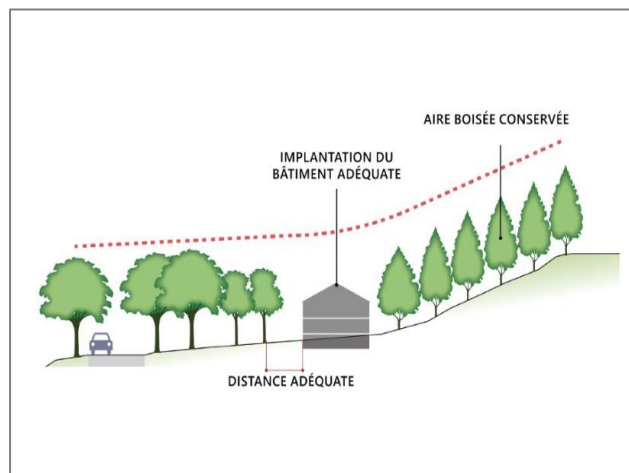 AIRE BOISÉE CONSERVÉE
IMPLANTATION DU
BÂTIMENT ADÉQUATE
DISTANCE ADÉQUATE